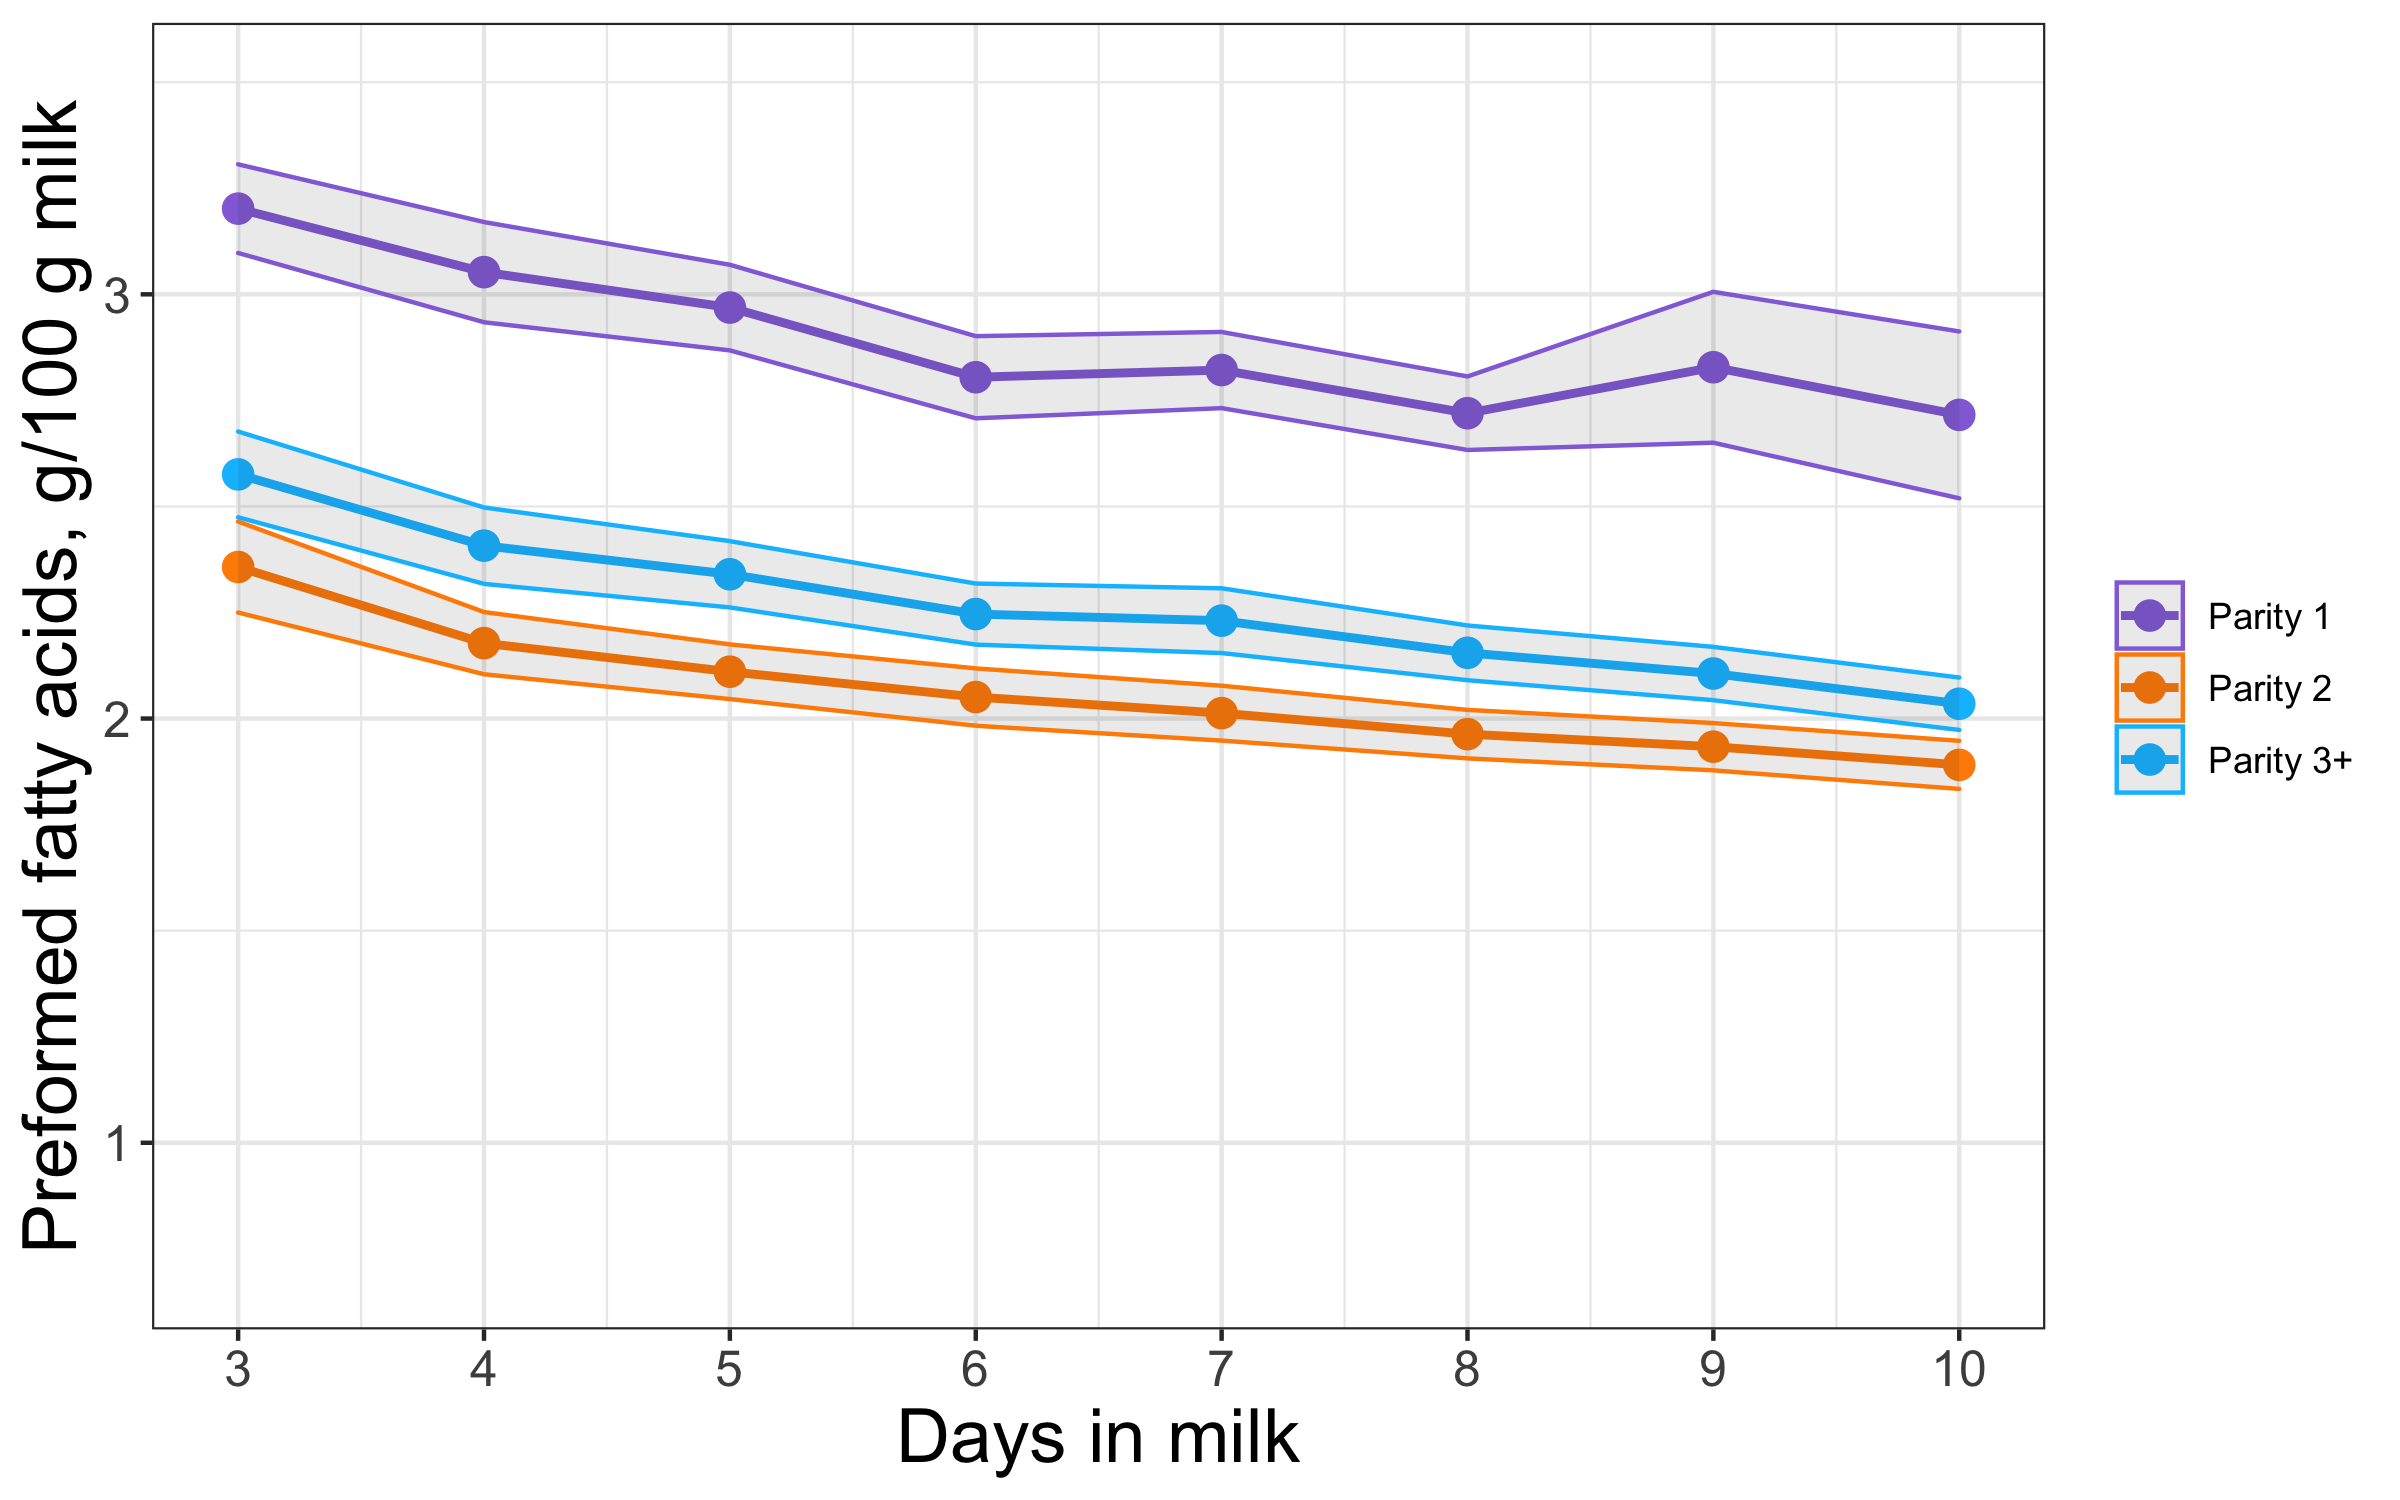 Preformed fatty acids, g/100 g milk
3
2
1
3 4 5 6 7 8 9 10
Days in milk
Parity 1
Parity 2
Parity 3+